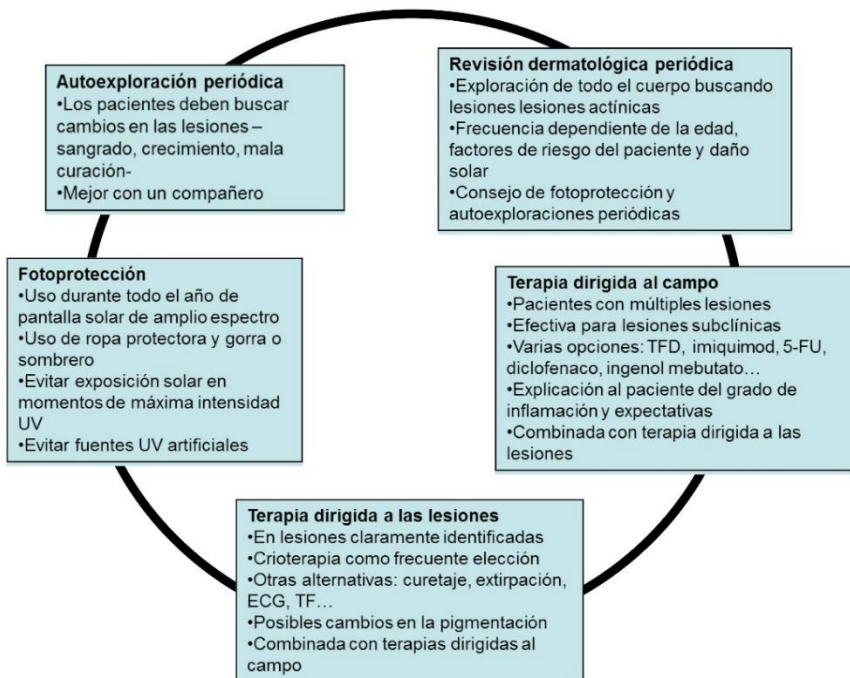 Autoexploración periódica
•Los pacientes deben buscar
cambios en las lesiones –
sangrado, crecimiento, mala
curación-
•Mejor con un compañero
Revisión dermatológica periódica
•Exploración de todo el cuerpo buscando
lesiones lesiones actínicas
•Frecuencia dependiente de la edad,
factores de riesgo del paciente y daño
solar
•Consejo de fotoprotección y
autoexploraciones periódicas
Fotoprotección
•Uso durante todo el año de
pantalla solar de amplio espectro
•Uso de ropa protectora y gorra o
sombrero
•Evitar exposición solar en
momentos de máxima intensidad
UV
•Evitar fuentes UV artificiales
Terapia dirigida al campo
•Pacientes con múltiples lesiones
•Efectiva para lesiones subclínicas
•Varias opciones: TFD, imiquimod, 5-FU,
diclofenaco, ingenol mebutato…
•Explicación al paciente del grado de
inflamación y expectativas
•Combinada con terapia dirigida a las
lesiones
Terapia dirigida a las lesiones
•En lesiones claramente identificadas
•Crioterapia como frecuente elección
•Otras alternativas: curetaje, extirpación,
ECG, TF…
•Posibles cambios en la pigmentación
•Combinada con terapias dirigidas al
campo